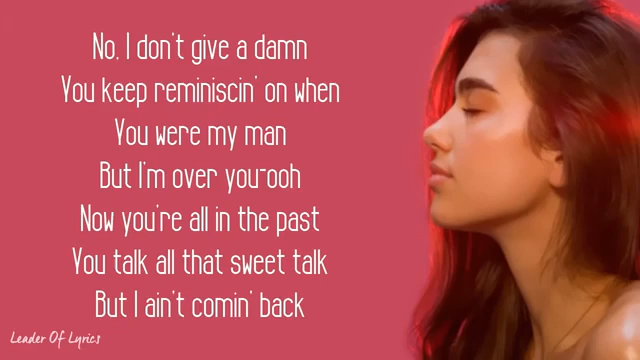 No, I don't give a damn
You keep reminiscin' on when
You were my man
But I'm over you-ooh
Now you're all in the past
You talk all that sweet talk
But I ain't comin' back
Leader Of Lyrics